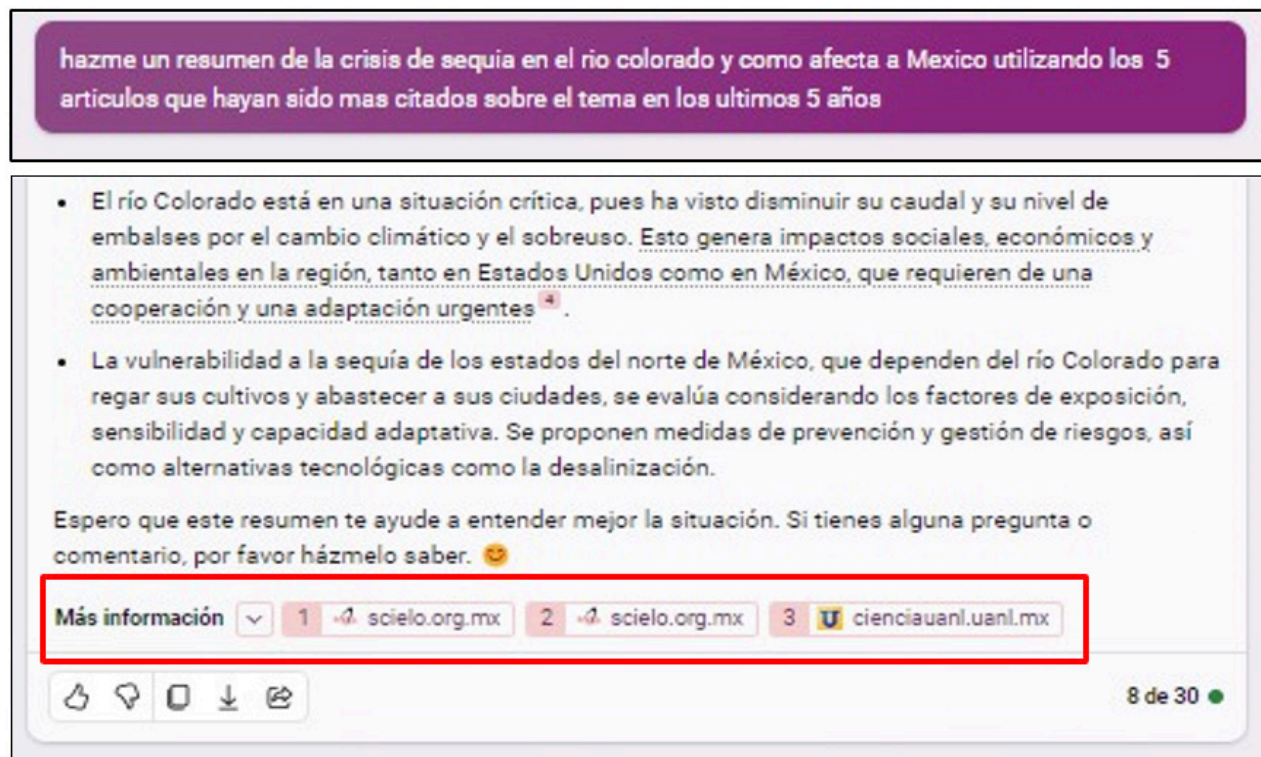 hazme un resumen de la crisis de sequia en el rio colorado y como afecta a Mexico utilizando los 5
articulos que hayan sido mas citados sobre el tema en los ultimos 5 años
• El río Colorado está en una situación crítica, pues ha visto disminuir su caudal y su nivel de
embalses por el cambio climático y el sobreuso. Esto genera impactos sociales, económicos y
ambientales en la región, tanto en Estados Unidos como en México, que requieren de una
cooperación y una adaptación urgentes 4 .
• La vulnerabilidad a la sequía de los estados del norte de México, que dependen del río Colorado para
regar sus cultivos y abastecer a sus ciudades, se evalúa considerando los factores de exposición,
sensibilidad y capacidad adaptativa. Se proponen medidas de prevención y gestión de riesgos, así
como alternativas tecnológicas como la desalinización.
Espero que este resumen te ayude a entender mejor la situación. Si tienes alguna pregunta o
comentario, por favor házmelo saber. 😊
Más información 1 scielo.org.mx 2 scielo.org.mx 3 U cienciauanl.uanl.mx
8 de 30